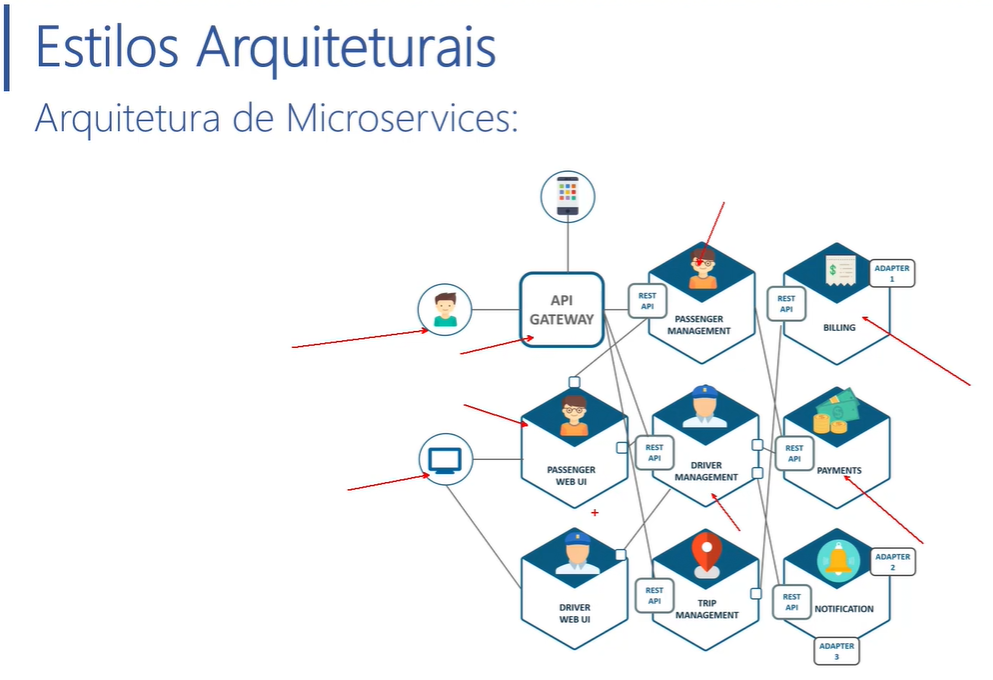 Estilos Arquiteturais
Arquitetura de Microservices:
API
GATEWAY
REST
API
PASSENGER
MANAGEMENT
REST
API
BILLING
ADAPTER
1
PASSENGER
WEB UI
REST
API
DRIVER
MANAGEMENT
REST
API
PAYMENTS
DRIVER
WEB UI
REST
API
TRIP
MANAGEMENT
REST
API
NOTIFICATION
ADAPTER
2
ADAPTER
3